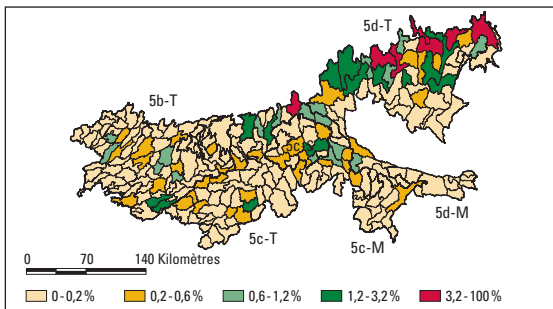 5d-T
5b-T
5c
5d-M
5c-T
5c-M
0 70 140 Kilomètres
0-0,2% 0,2-0,6% 0,6-1,2% 1,2-3,2% 3,2-100%